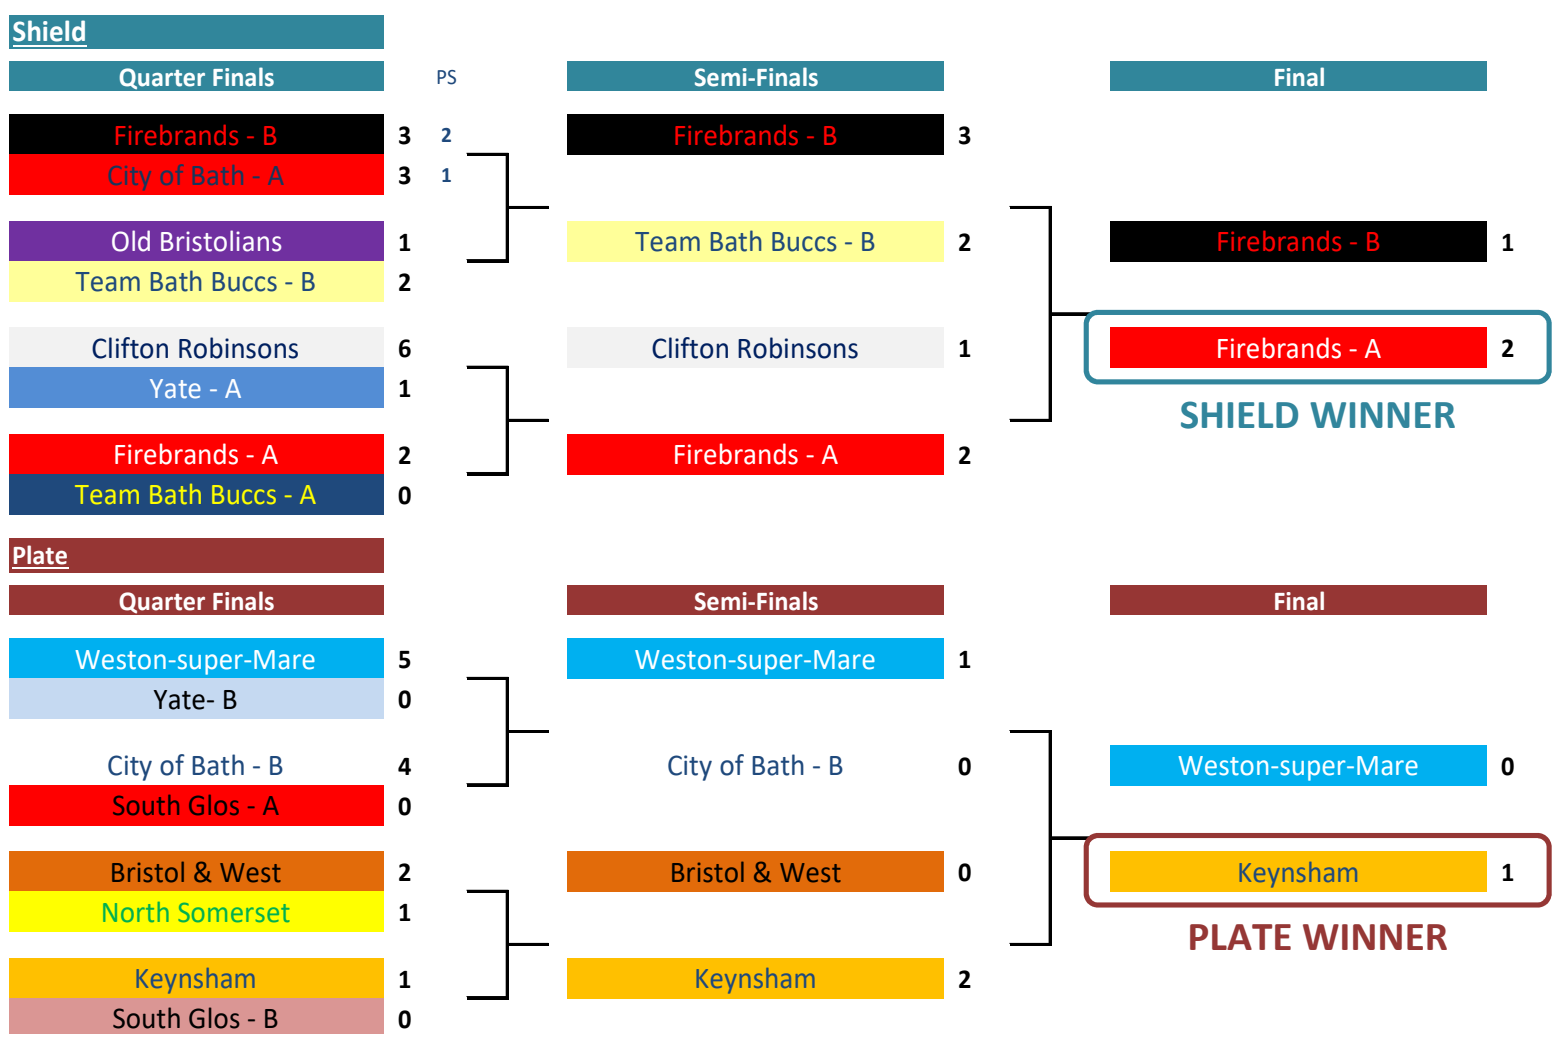 Shield
Quarter Finals PS Semi-Finals Final
Firebrands - B 3 2 Firebrands - B 3
City of Bath - A 3 1
Old Bristolians 1 Team Bath Buccs - B 2 Firebrands - B 1
Team Bath Buccs - B 2
Clifton Robinsons 6 Clifton Robinsons 1 Firebrands - A 2
Yate - A 1
SHIELD WINNER
Firebrands - A 2 Firebrands - A 2
Team Bath Buccs - A 0
Plate
Quarter Finals Semi-Finals Final
Weston-super-Mare 5 Weston-super-Mare 1
Yate- B 0
City of Bath - B 4 City of Bath - B 0 Weston-super-Mare 0
South Glos - A 0
Bristol & West 2 Bristol & West 0 Keynsham 1
North Somerset 1
PLATE WINNER
Keynsham 1 Keynsham 2
South Glos - B 0